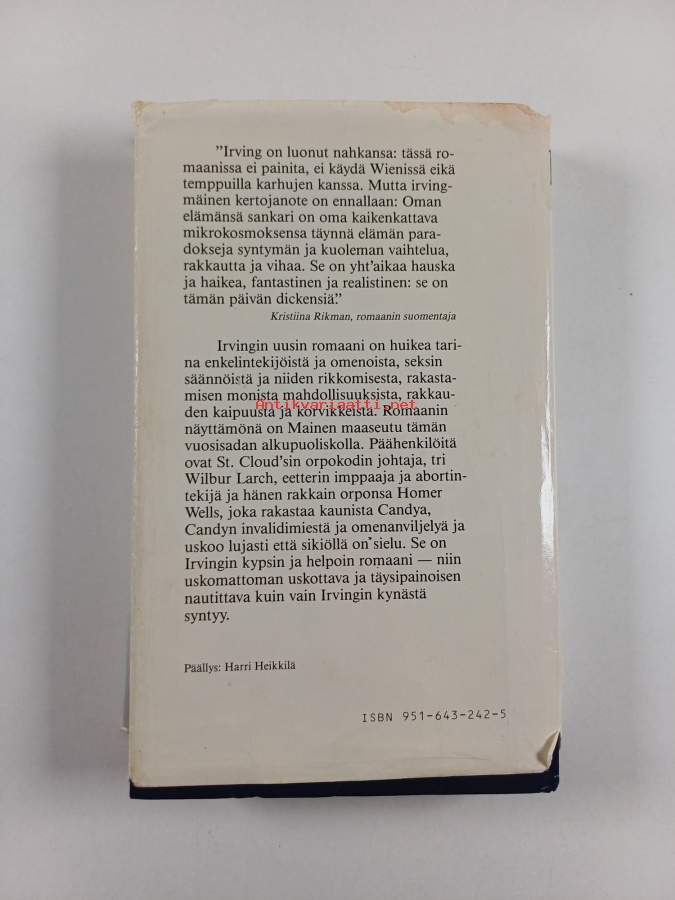 ”Irving on luonut nahkansa: tässä ro-
maanissa ei painita, ei käydä Wienissä eikä
temppuilla karhujen kanssa. Mutta irving-
mäinen kertojanote on ennallaan: Oman
elämänsä sankari on oma kaikenkattava
mikrokosmoksensa täynnä elämän para-
dokseja syntymän ja kuoleman vaihtelua,
rakkautta ja vihaa. Se on yht'aikaa hauska
ja haikea, fantastinen ja realistinen: se on
tämän päivän dickensiä.”
Kristiina Rikman, romaanin suomentaja
Irvingin uusin romaani on huikea tari-
na enkelintekijöistä ja omenoista, seksin
säännöistä ja niiden rikkomisesta, rakasta-
misen monista mahdollisuuksista, rakkau-
den kaipuusta ja korvikkeista. Romaanin
Antikvariaatti.net
näyttämönä on Mainen maaseutu tämän
vuosisadan alkupuoliskolla. Päähenkilöitä
ovat St. Cloud'sin orpokodin johtaja, tri
Wilbur Larch, eetterin imppaaja ja abortin-
tekijä ja hänen rakkain orponsa Homer
Wells, joka rakastaa kaunista Candya,
Candyn invalidimiestä ja omenanviljelyä ja
uskoo lujasti että sikiöllä on sielu. Se on
Irvingin kypsin ja helpoin romaani — niin
uskomattoman uskottava ja täysipainoisen
nautittava kuin vain Irvingin kynästä
syntyy.
Päällys: Harri Heikkilä
ISBN 951-643-242-5